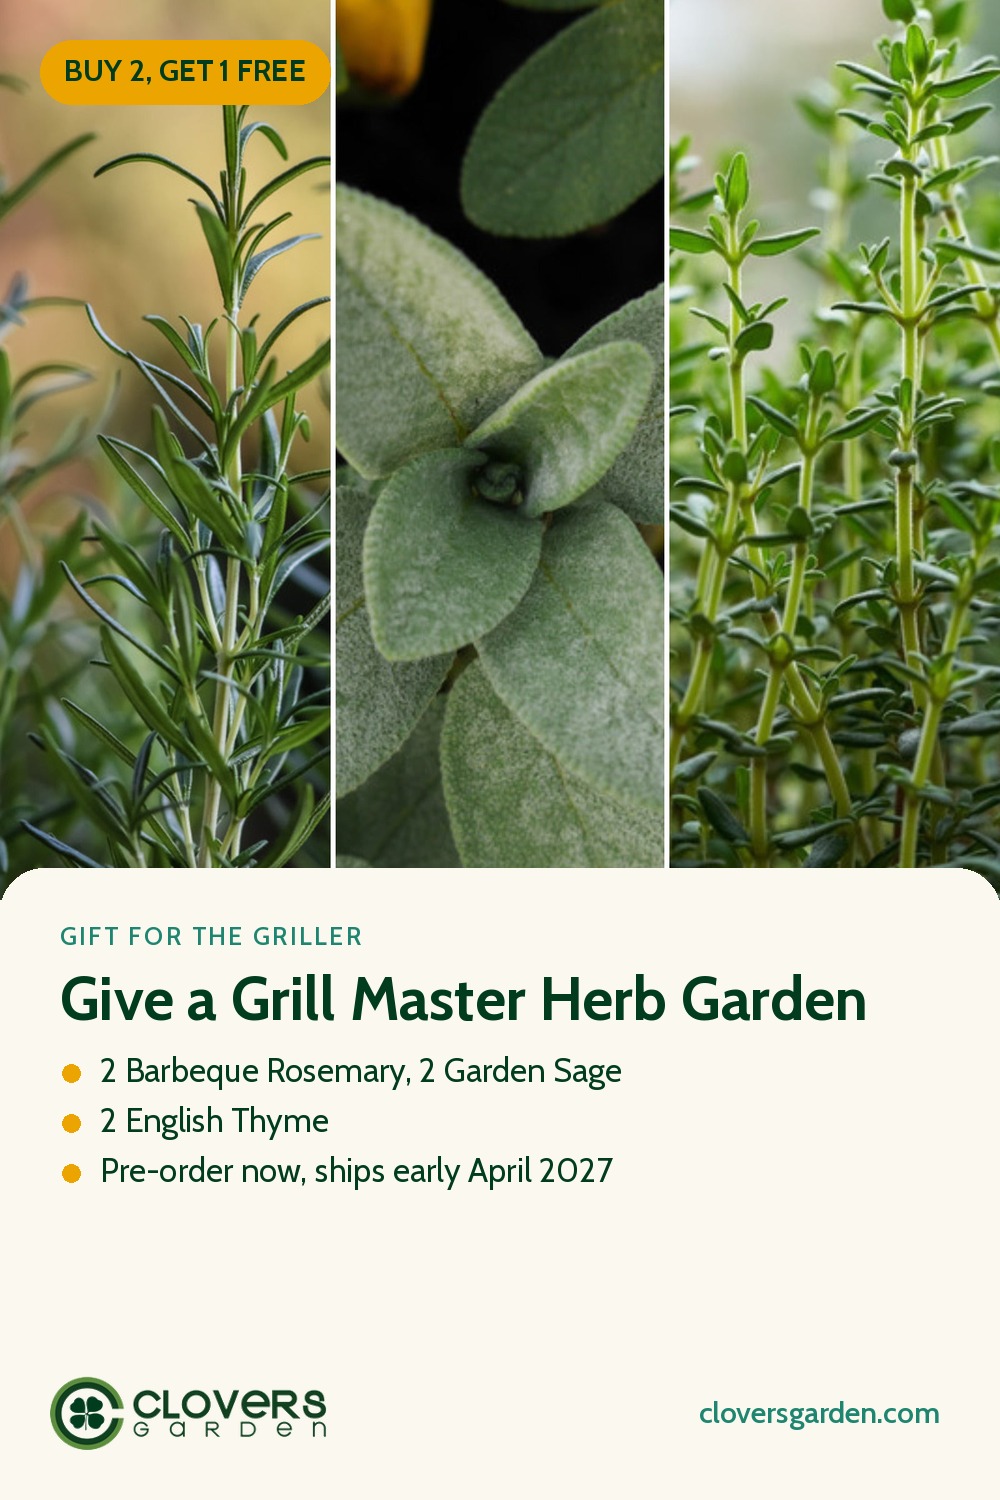 BUY 2, GET 1 FREE
GIFT FOR THE GRILLER
Give a Grill Master Herb Garden
2 Barbeque Rosemary, 2 Garden Sage
2 English Thyme
Pre-order now, ships early April 2027
CLOVERS
GARDEN
cloversgarden.com